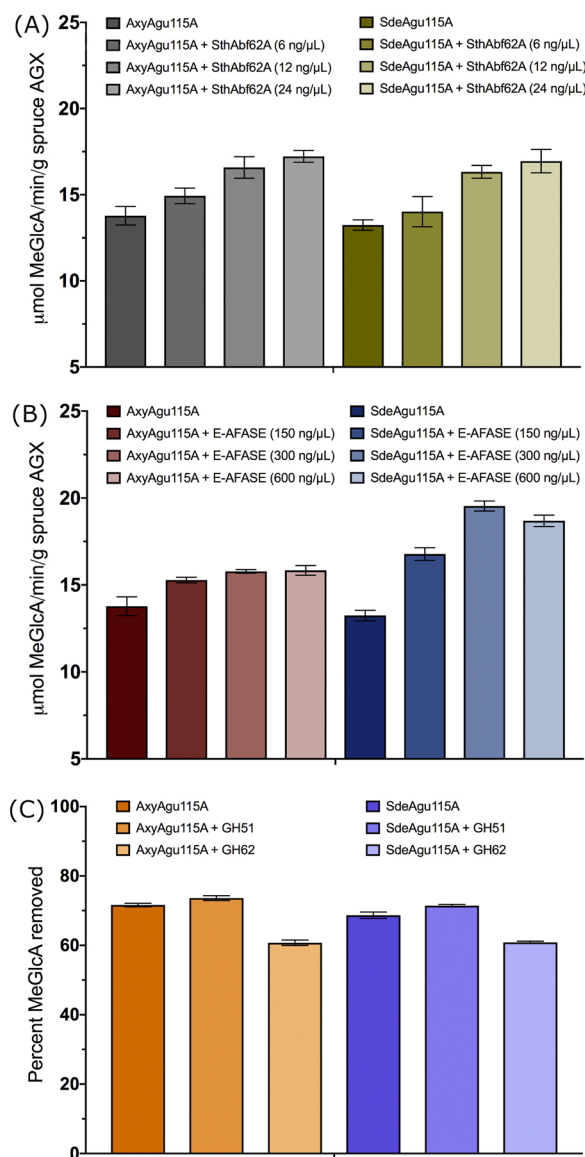 (A)
AxyAgu115A
AxyAgu115A + SthAbf62A (6 ng/µL)
AxyAgu115A + SthAbf62A (12 ng/µL)
AxyAgu115A + SthAbf62A (24 ng/µL)
SdeAgu115A
SdeAgu115A + SthAbf62A (6 ng/µL)
SdeAgu115A + SthAbf62A (12 ng/µL)
SdeAgu115A + SthAbf62A (24 ng/µL)
µmol MeGlcA/min/g spruce AGX
25
20
15
10
5
(B)
AxyAgu115A
AxyAgu115A + E-AFASE (150 ng/µL)
AxyAgu115A + E-AFASE (300 ng/µL)
AxyAgu115A + E-AFASE (600 ng/µL)
SdeAgu115A
SdeAgu115A + E-AFASE (150 ng/µL)
SdeAgu115A + E-AFASE (300 ng/µL)
SdeAgu115A + E-AFASE (600 ng/µL)
µmol MeGlcA/min/g spruce AGX
25
20
15
10
5
(C)
AxyAgu115A
AxyAgu115A + GH51
AxyAgu115A + GH62
SdeAgu115A
SdeAgu115A + GH51
SdeAgu115A + GH62
Percent MeGlcA removed
100
80
60
40
20
0